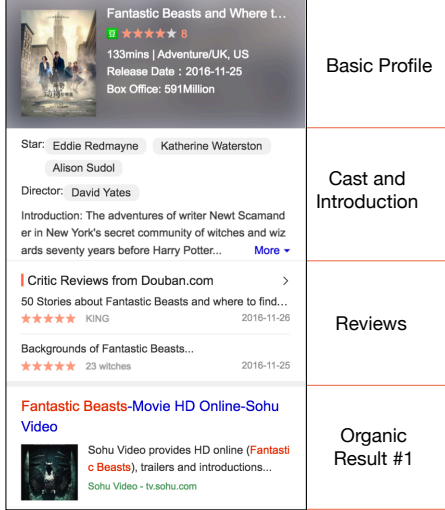 Fantastic Beasts and Where t...
豆 ★★★★★ 8
133mins | Adventure/UK, US
Release Date：2016-11-25
Box Office: 591Million
Basic Profile
Star: Eddie Redmayne Katherine Waterston
Alison Sudol
Director: David Yates
Introduction: The adventures of writer Newt Scamand
er in New York's secret community of witches and wiz
ards seventy years before Harry Potter... More
Cast and
Introduction
Critic Reviews from Douban.com >
50 Stories about Fantastic Beasts and where to find...
★★★★★ KING 2016-11-26
Backgrounds of Fantastic Beasts...
★★★★★ 23 witches 2016-11-25
Reviews
Fantastic Beasts-Movie HD Online-Sohu
Video
Sohu Video provides HD online (Fantasti
c Beasts), trailers and introductions...
Sohu Video - tv.sohu.com
Organic
Result #1